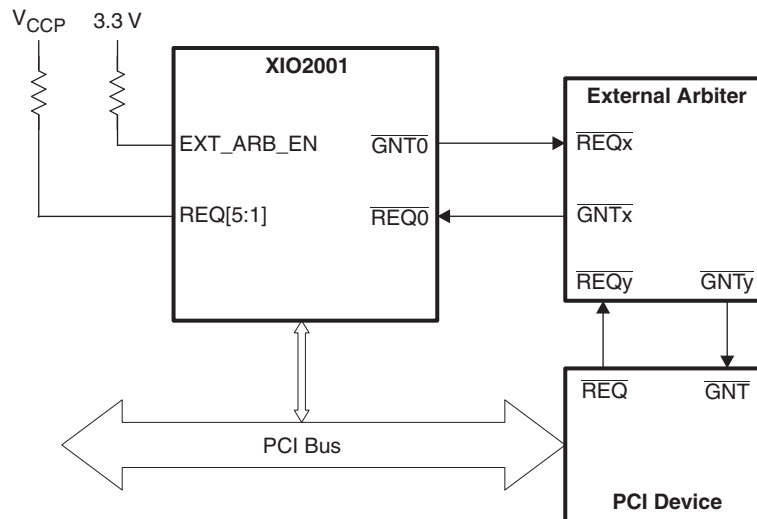 V_CCP 3.3 V
XIO2001
External Arbiter
EXT_ARB_EN
GNT0
REQx
REQ[5:1]
REQ0
GNTx
REQy
GNTy
REQ
GNT
PCI Bus
PCI Device